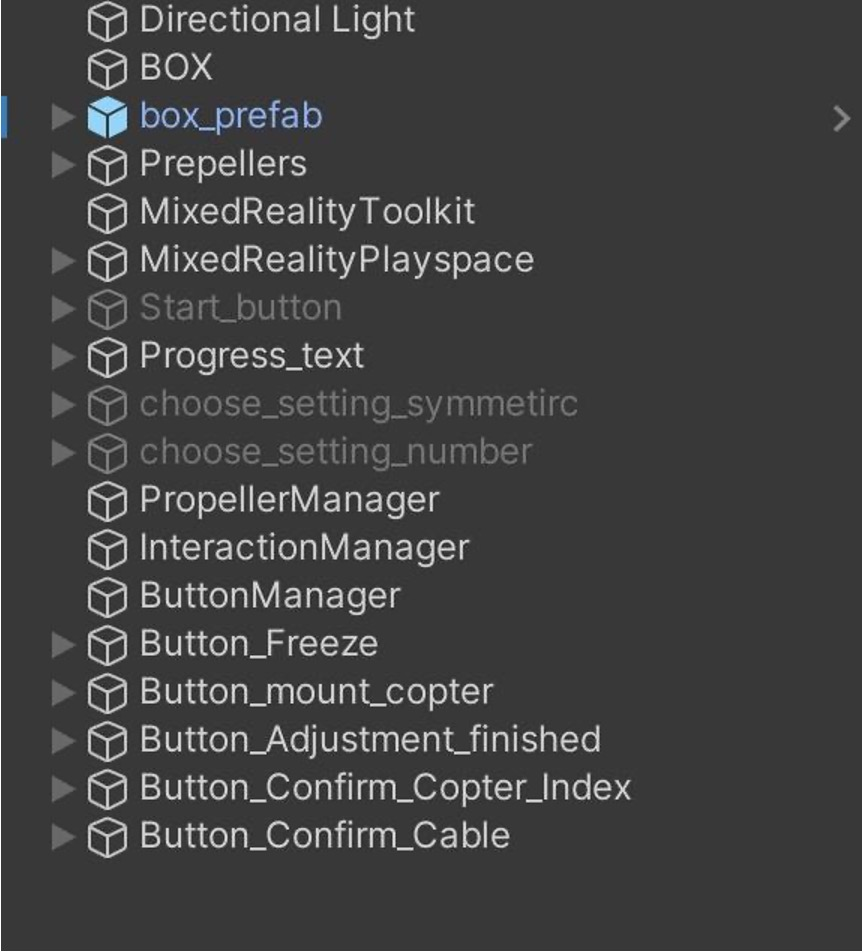 Directional Light
BOX
box_prefab
Prepellers
MixedRealityToolkit
MixedRealityPlayspace
Start_button
Progress_text
choose_setting_symmetirc
choose_setting_number
PropellerManager
InteractionManager
ButtonManager
Button_Freeze
Button_mount_copter
Button_Adjustment_finished
Button_Confirm_Copter_Index
Button_Confirm_Cable